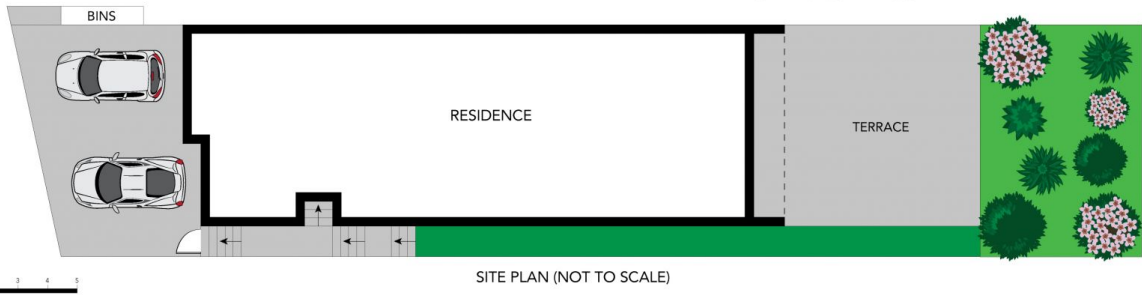 BINS
RESIDENCE
TERRACE
SITE PLAN (NOT TO SCALE)
3 4 5